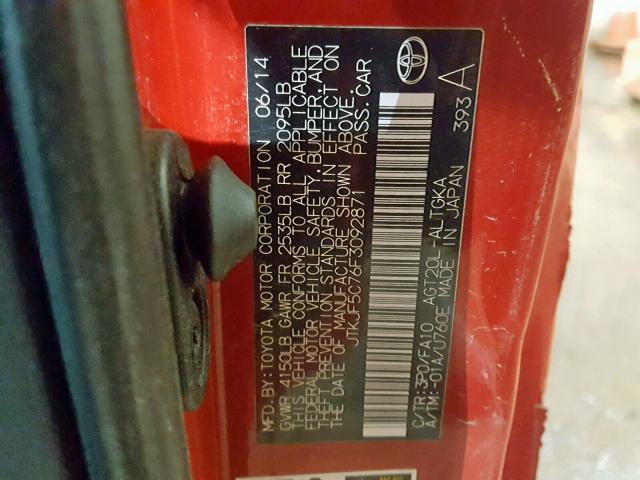 MFD.BY:TOYOTA MOTOR CORPORATION 06/14
GVWR 4150LB GAWR FR 2535LB RR 2095LB
THIS VEHICLE CONFORMS TO ALL APPLICABLE
FEDERAL MOTOR VEHICLE SAFETY, BUMPER, AND
THEFT PREVENTION STANDARDS IN EFFECT ON
THE DATE OF MANUFACTURE SHOWN ABOVE.
JTKJF5C76F3092871 PASS.CAR
C/TR:3P0/FA10 AGT20L-ALTGKA
A/TM:-01A/U760E MADE IN JAPAN 393 A